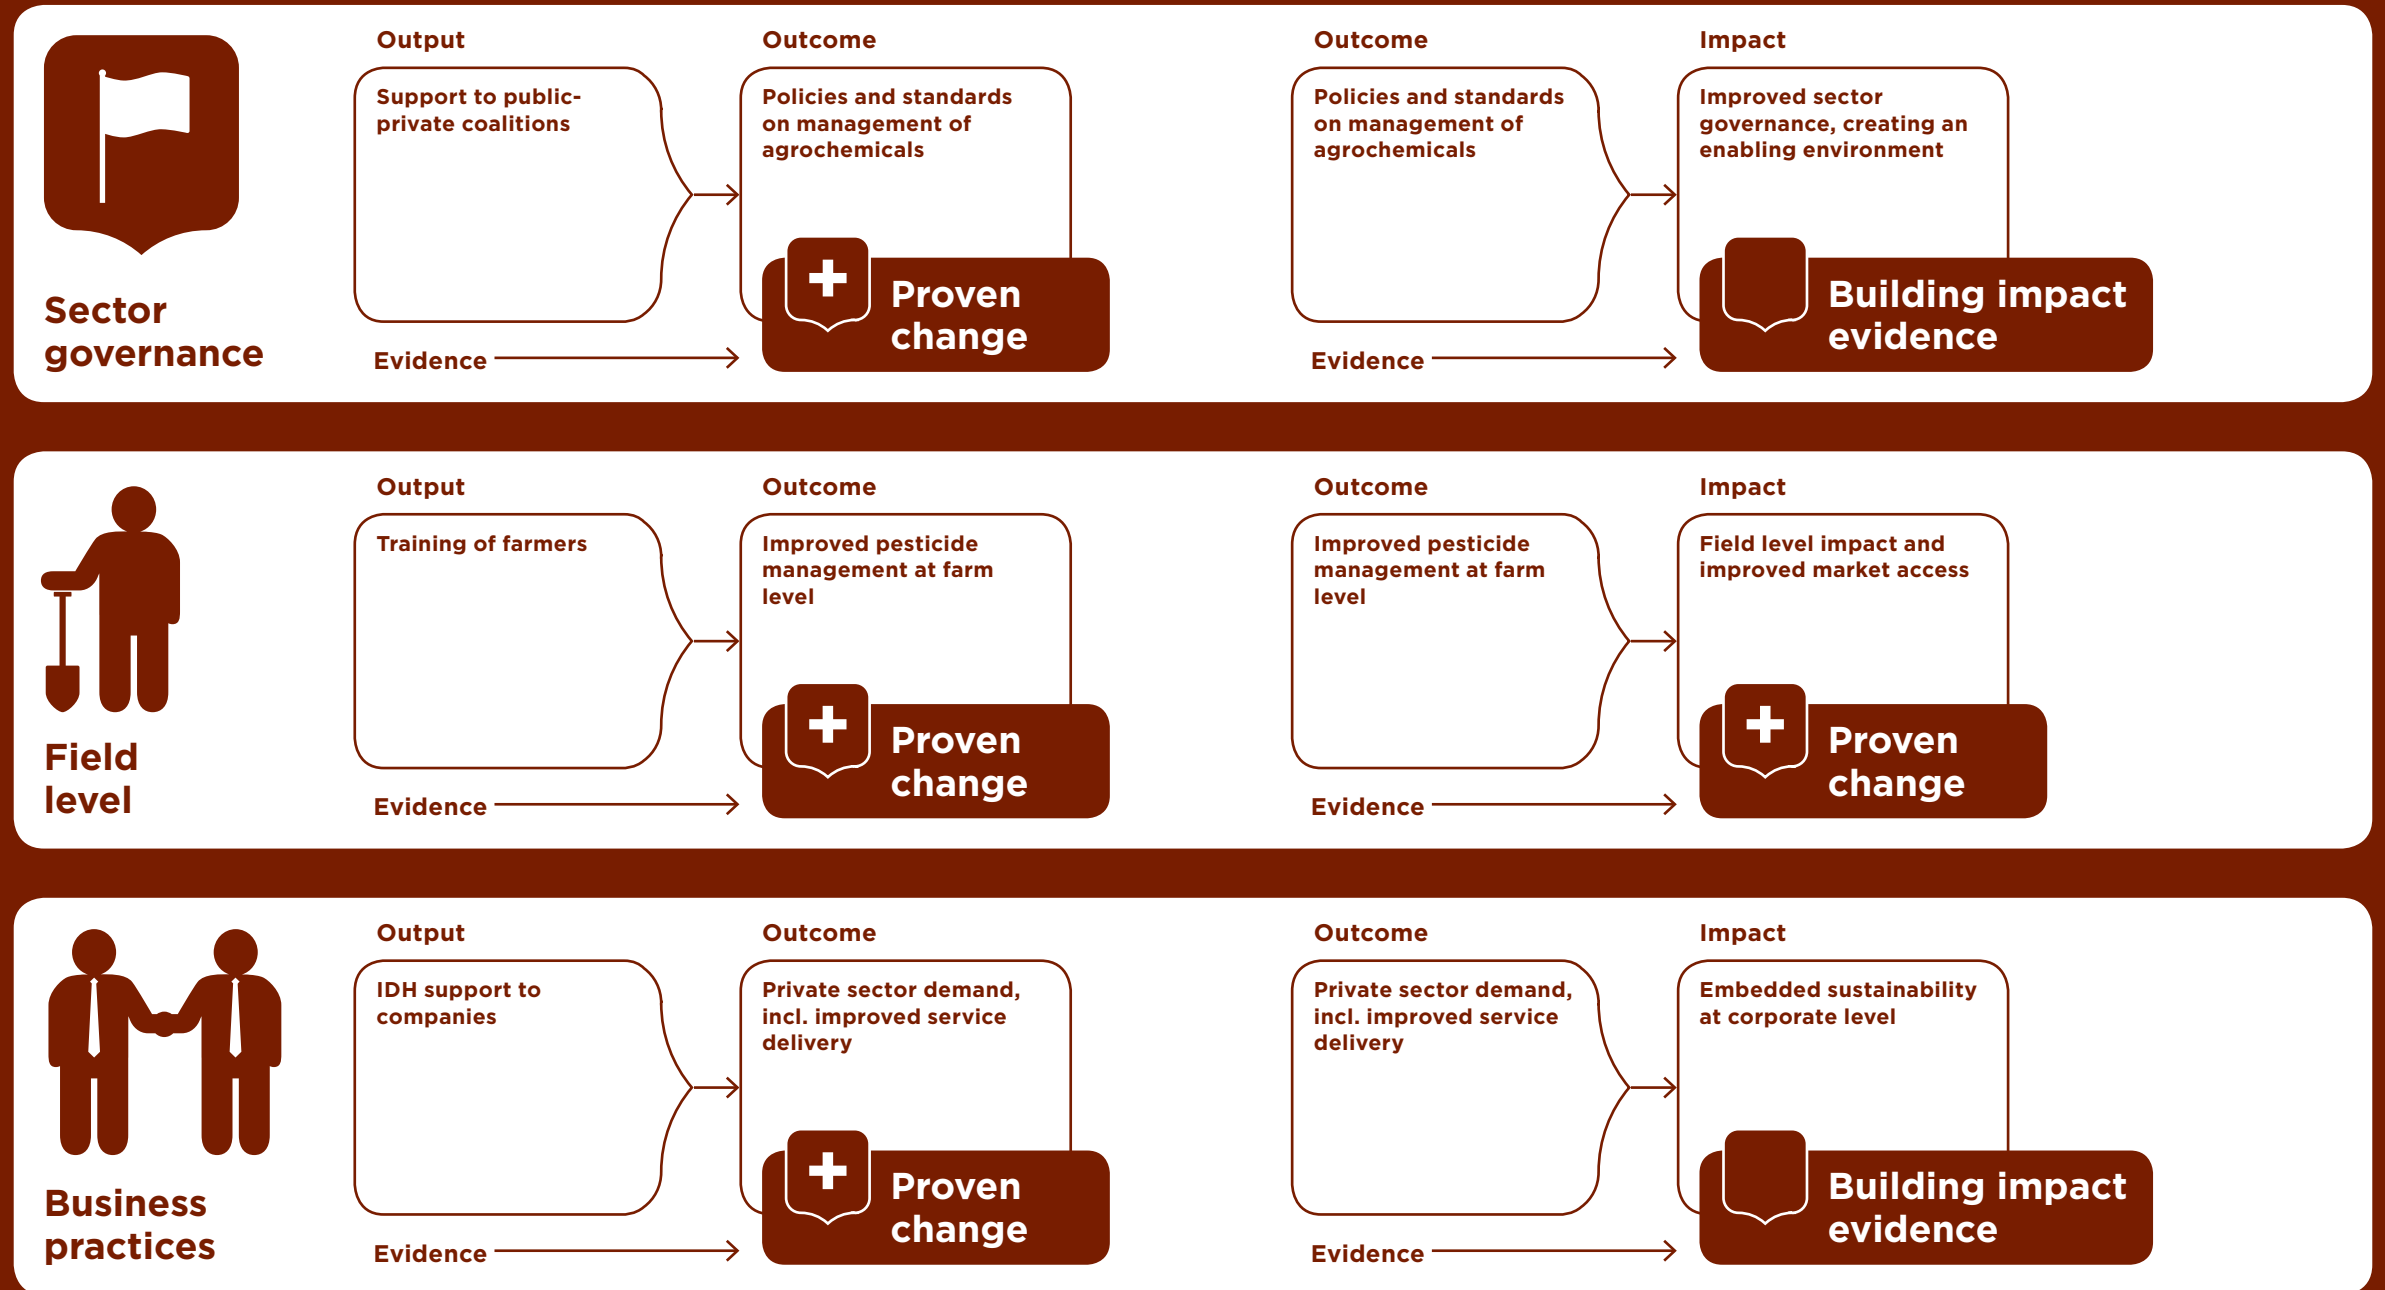 Sector
governance
Output
Support to public-
private coalitions
Outcome
Policies and standards
on management of
agrochemicals
Evidence
Proven
change
Outcome
Policies and standards
on management of
agrochemicals
Impact
Improved sector
governance, creating an
enabling environment
Evidence
Building impact
evidence
Field
level
Output
Training of farmers
Outcome
Improved pesticide
management at farm
level
Evidence
Proven
change
Outcome
Improved pesticide
management at farm
level
Impact
Field level impact and
improved market access
Evidence
Proven
change
Business
practices
Output
IDH support to
companies
Outcome
Private sector demand,
incl. improved service
delivery
Evidence
Proven
change
Outcome
Private sector demand,
incl. improved service
delivery
Impact
Embedded sustainability
at corporate level
Evidence
Building impact
evidence